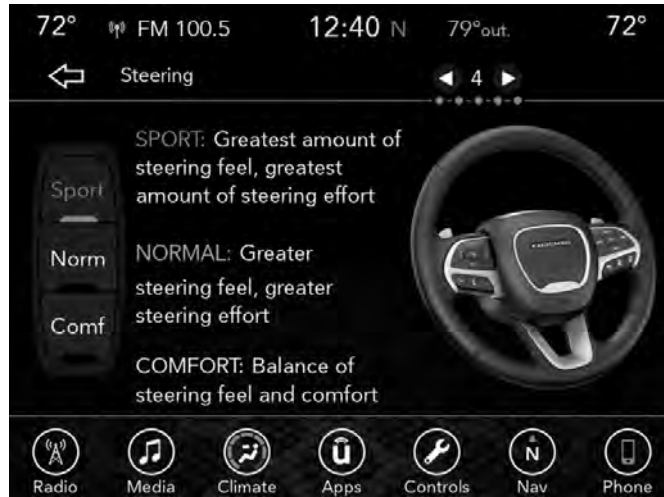 72° FM 100.5 12:40 N 79°out. 72°
Steering
4
Sport
Norm
Comf
SPORT: Greatest amount of
steering feel, greatest
amount of steering effort
NORMAL: Greater
steering feel, greater
steering effort
COMFORT: Balance of
steering feel and comfort
Radio Media Climate Apps Controls N Nav Phone